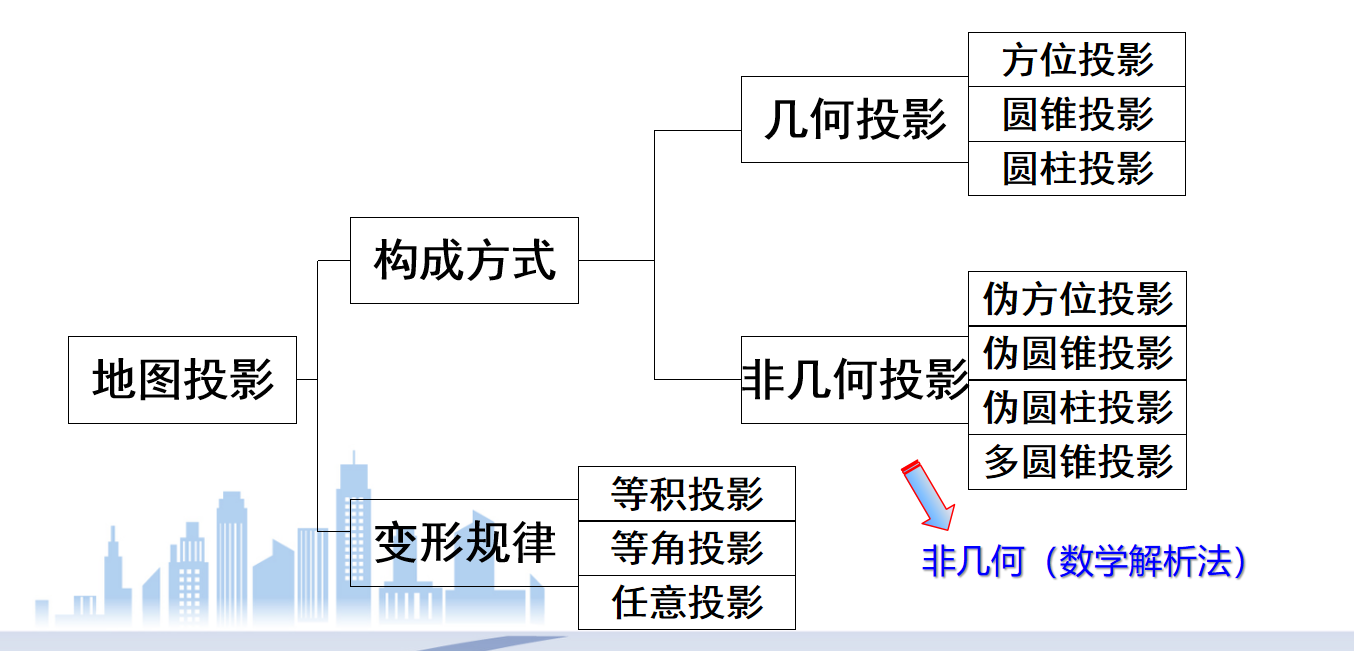 地图投影
构成方式
几何投影
方位投影
圆锥投影
圆柱投影
非几何投影
伪方位投影
伪圆锥投影
伪圆柱投影
多圆锥投影
非几何（数学解析法）
变形规律
等积投影
等角投影
任意投影